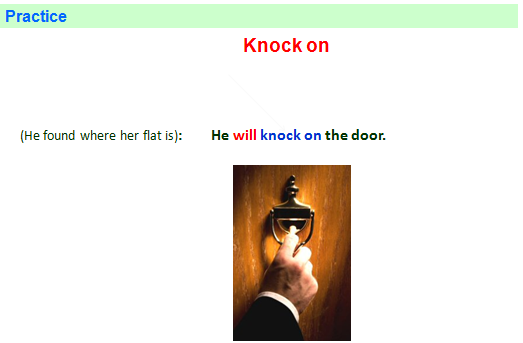 Practice
Knock on
(He found where her flat is): He will knock on the door.